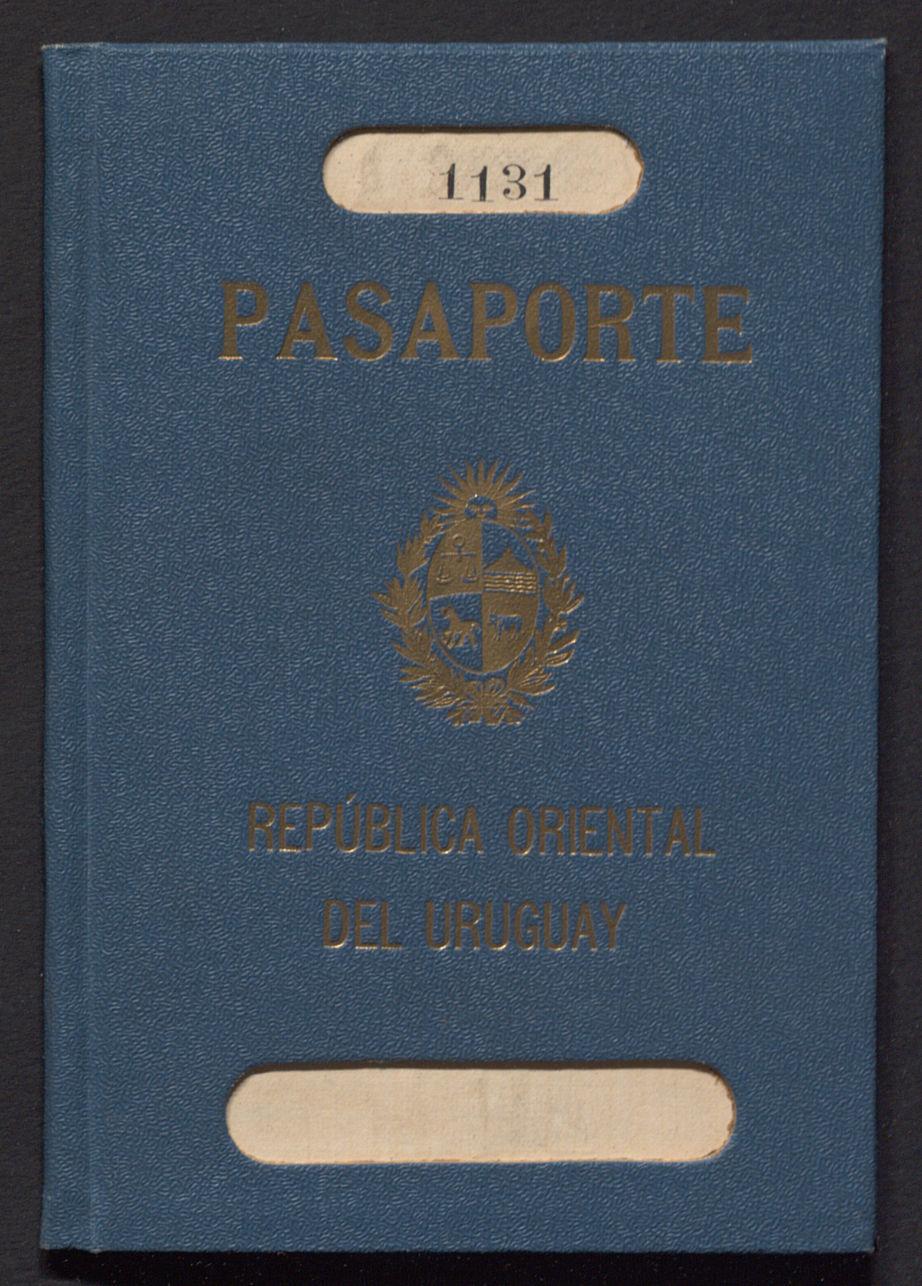 1131
PASAPORTE
REPÚBLICA ORIENTAL
DEL URUGUAY